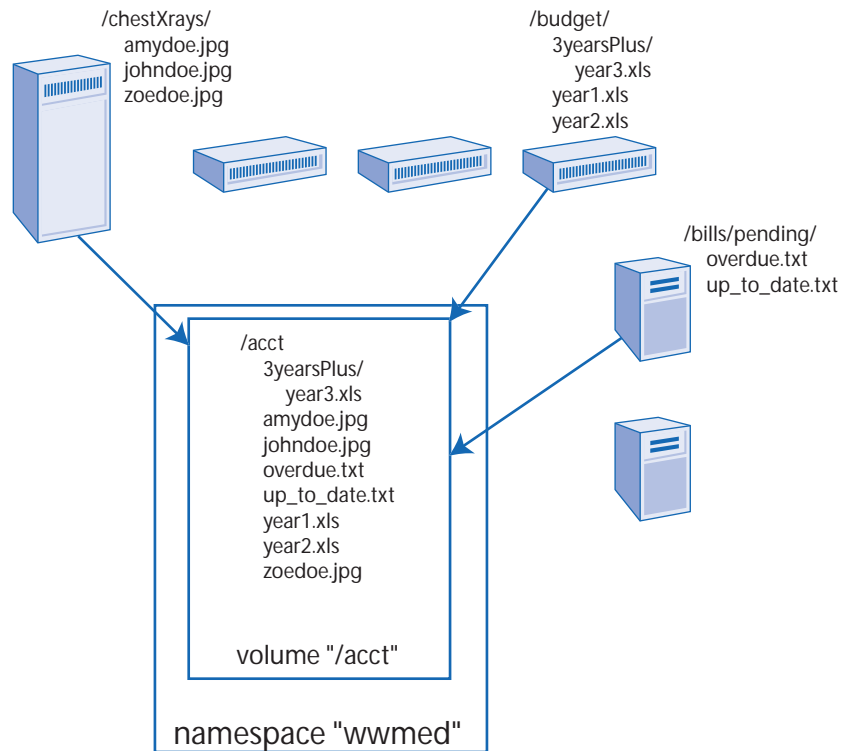 /chestXrays/
amydoe.jpg
johndoe.jpg
zoedoe.jpg
/budget/
3yearsPlus/
year3.xls
year1.xls
year2.xls
/bills/pending/
overdue.txt
up_to_date.txt
/acct
3yearsPlus/
year3.xls
amydoe.jpg
johndoe.jpg
overdue.txt
up_to_date.txt
year1.xls
year2.xls
zoedoe.jpg
volume "/acct"
namespace "wwmed"